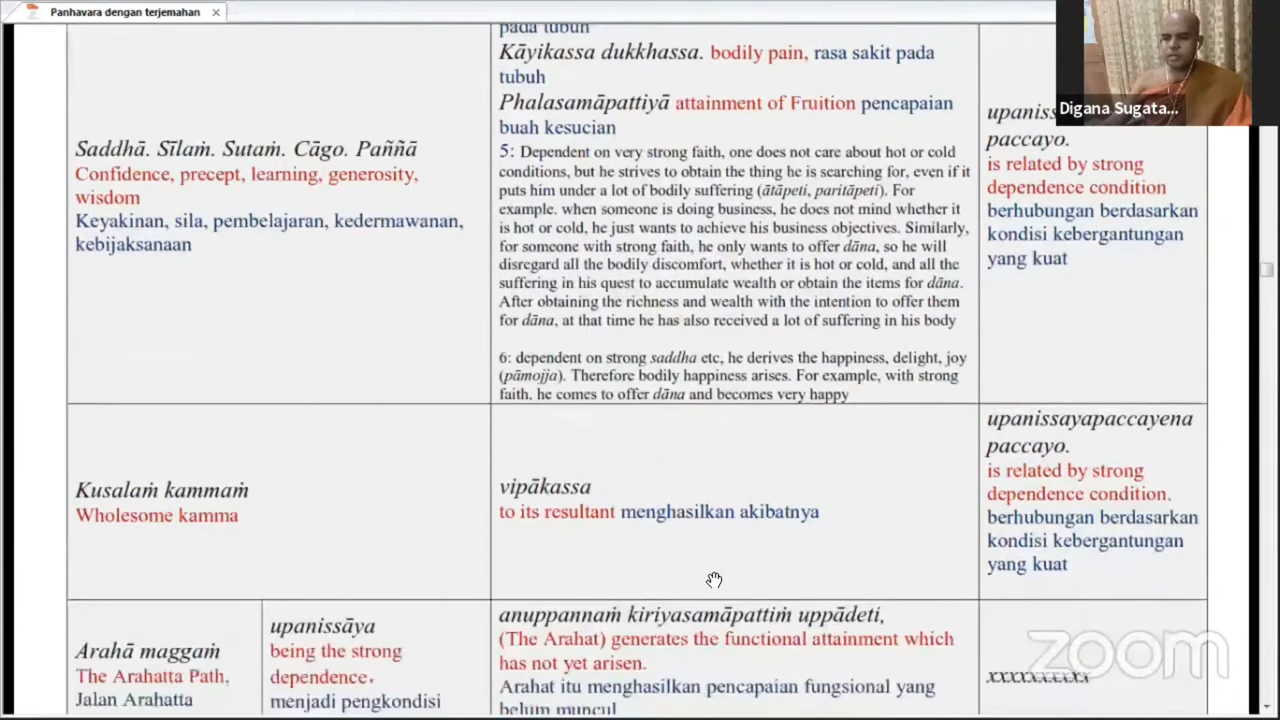 Panhavara dengan terjemahan
pada tubuh
Kāyikassa dukkhassa. bodily pain, rasa sakit pada
tubuh
Phalasamāpattiyā attainment of Fruition pencapaian
buah kesucian
5: Dependent on very strong faith, one does not care about hot or cold
conditions, but he strives to obtain the thing he is searching for, even if it
puts him under a lot of bodily suffering (ātāpeti, paritāpeti). For
example. when someone is doing business, he does not mind whether it
is hot or cold, he just wants to achieve his business objectives. Similarly,
for someone with strong faith, he only wants to offer dāna, so he will
disregard all the bodily discomfort, whether it is hot or cold, and all the
suffering in his quest to accumulate wealth or obtain the items for dāna.
After obtaining the richness and wealth with the intention to offer them
for dāna, at that time he has also received a lot of suffering in his body
6: dependent on strong saddha etc, he derives the happiness, delight, joy
(pāmojja). Therefore bodily happiness arises. For example, with strong
faith. he comes to offer dāna and becomes very happy
Saddhā. Sīlaṁ. Sutaṁ. Cāgo. Paññā
Confidence, precept, learning, generosity,
wisdom
Keyakinan, sila, pembelajaran, kedermawanan,
kebijaksanaan
paccayo.
is related by strong
dependence condition
berhubungan berdasarkan
kondisi kebergantungan
yang kuat
Digana Sugata...
Kusalaṁ kammaṁ
Wholesome kamma
vipākassa
to its resultant menghasilkan akibatnya
upanissayapaccayena
paccayo.
is related by strong
dependence condition.
berhubungan berdasarkan
kondisi kebergantungan
yang kuat
Arahā maggaṁ
The Arahatta Path,
Jalan Arahatta
upanissāya
being the strong
dependence,
menjadi pengkondisi
anuppannaṁ kiriyasamāpattiṁ uppādeti,
(The Arahat) generates the functional attainment which
has not yet arisen.
Arahat itu menghasilkan pencapaian fungsional yang
belum muncul
xxxxxxxxxx
zoom